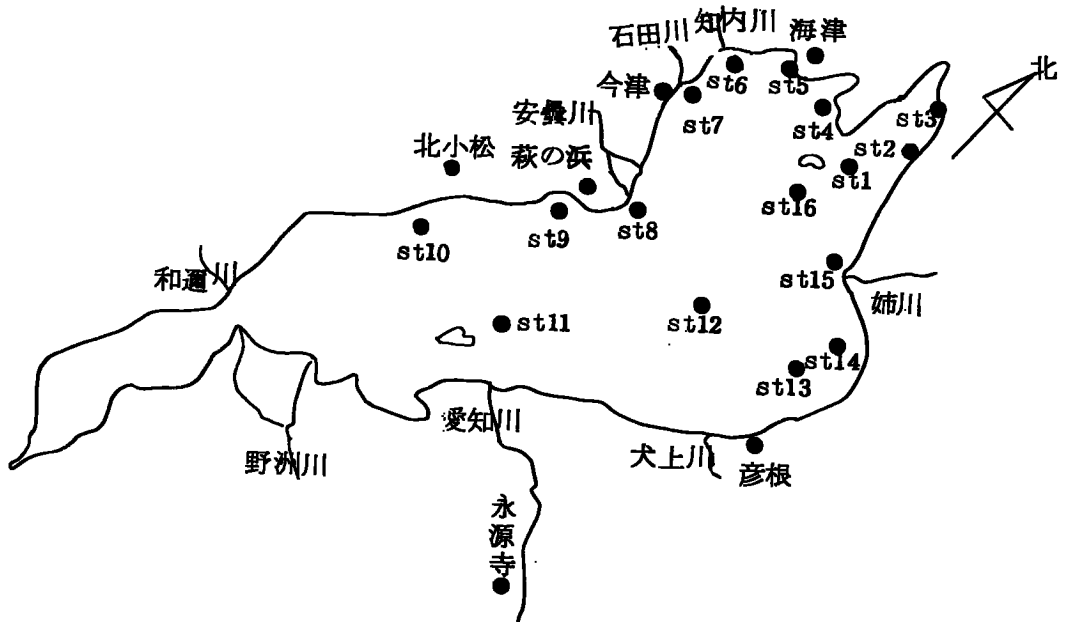 石田川
知内川
海津
北
今津
st7
st6
st5
st4
st3
安曇川
st2
北小松
萩の浜
st1
st16
st10
st9
st8
和邇川
st15
姉川
st11
st12
st14
st13
愛知川
野洲川
犬上川
彦根
永源寺